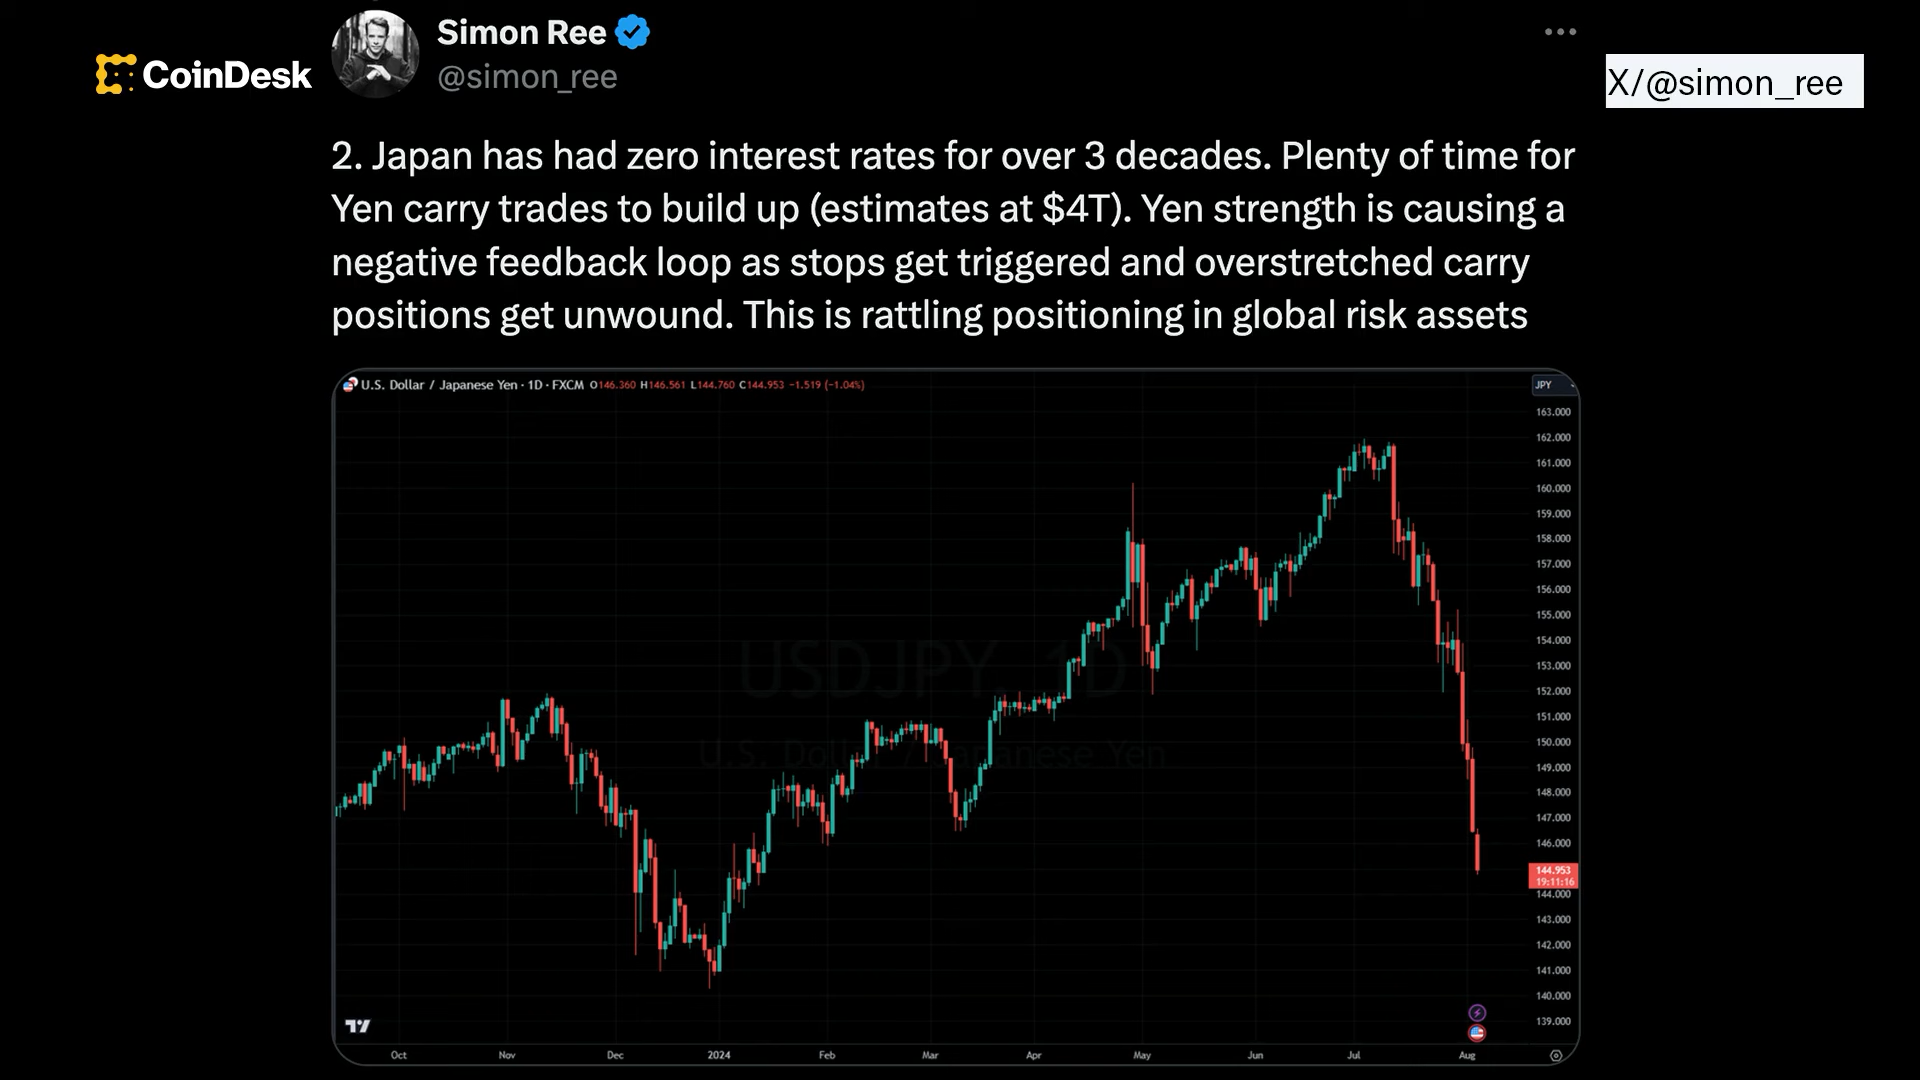 CoinDesk
Simon Ree
@simon_ree
X/@simon_ree
2. Japan has had zero interest rates for over 3 decades. Plenty of time for
Yen carry trades to build up (estimates at $4T). Yen strength is causing a
negative feedback loop as stops get triggered and overstretched carry
positions get unwound. This is rattling positioning in global risk assets
U.S. Dollar / Japanese Yen · 1D · FXCM O146.360 H146.561 L144.760 C144.953 −1.519 (−1.04%)
JPY
163.000
162.000
161.000
160.000
159.000
158.000
157.000
156.000
155.000
154.000
153.000
152.000
151.000
150.000
149.000
148.000
147.000
146.000
144.953
19:11:16
144.000
143.000
142.000
141.000
140.000
139.000
USDJPY, 1D
U.S. Dollar / Japanese Yen
Oct Nov Dec 2024 Feb Mar Apr May Jun Jul Aug